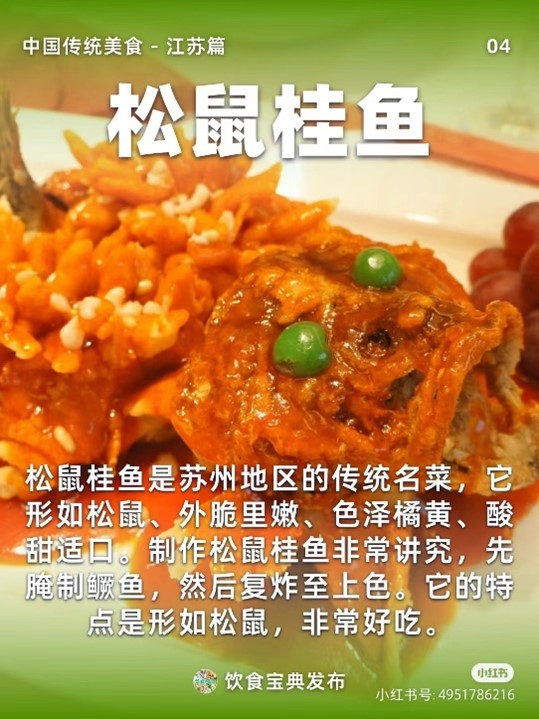 中国传统美食 - 江苏篇
04
松鼠桂鱼
松鼠桂鱼是苏州地区的传统名菜，它
形如松鼠、外脆里嫩、色泽橘黄、酸
甜适口。制作松鼠桂鱼非常讲究，先
腌制鳜鱼，然后复炸至上色。它的特
点是形如松鼠，非常好吃。
饮食宝典发布
小红书
小红书号: 4951786216